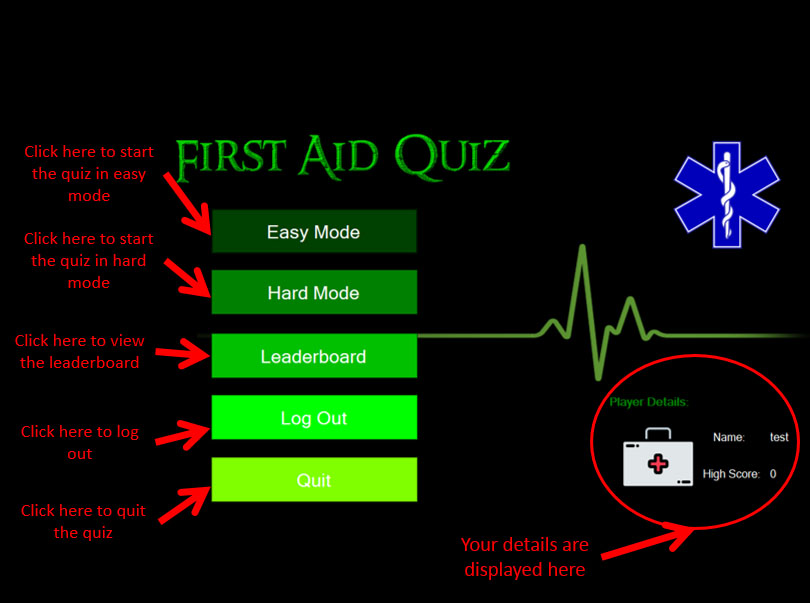 First Aid Quiz
Click here to start
the quiz in easy
mode
Easy Mode
Click here to start
the quiz in hard
mode
Hard Mode
Click here to view
the leaderboard
Leaderboard
Click here to log
out
Log Out
Click here to quit
the quiz
Quit
Player Details:
Name: test
High Score: 0
Your details are
displayed here